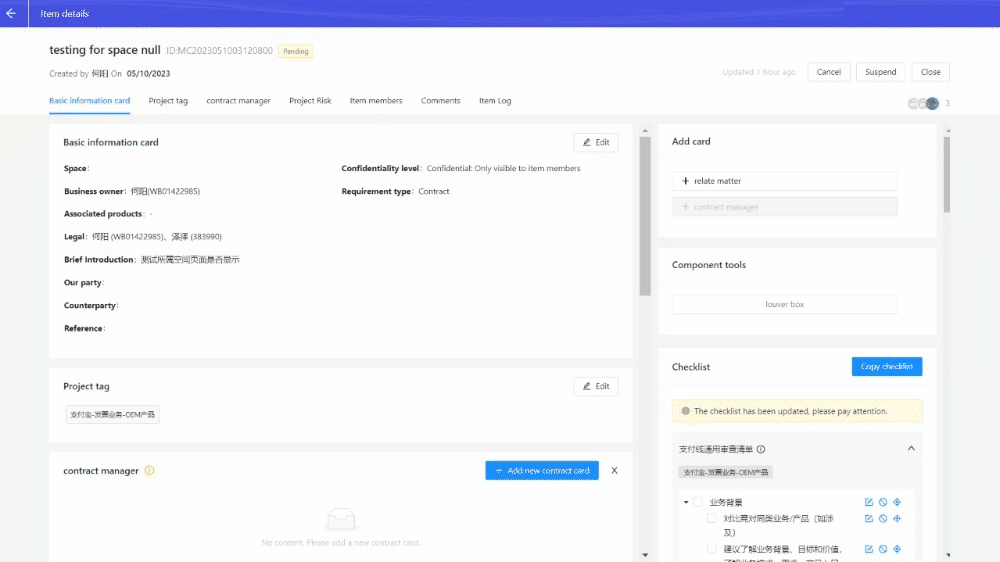 Item details
testing for space null ID:MC2023051003120800 Pending
Created by 何阳 On 05/10/2023
Updated 1 hour ago Cancel Suspend Close
Basic information card Project tag contract manager Project Risk Item members Comments Item Log
3
Basic information card Edit
Space:
Confidentiality level: Confidential: Only visible to item members
Business owner: 何阳(WB01422985)
Requirement type: Contract
Associated products: -
Legal: 何阳 (WB01422985)、泽择 (383990)
Brief Introduction: 测试所属空间页面是否显示
Our party:
Counterparty:
Reference:
Project tag Edit
支付宝-发票业务-OEM产品
contract manager + Add new contract card X
No content. Please add a new contract card.
Add card
+ relate matter
+ contract manager
Component tools
louver box
Checklist Copy checklist
The checklist has been updated, please pay attention.
支付线通用审查清单
支付宝-发票业务-OEM产品
业务背景
对比竞对同类业务/产品（如涉
及）
建议了解业务背景、目标和价值，